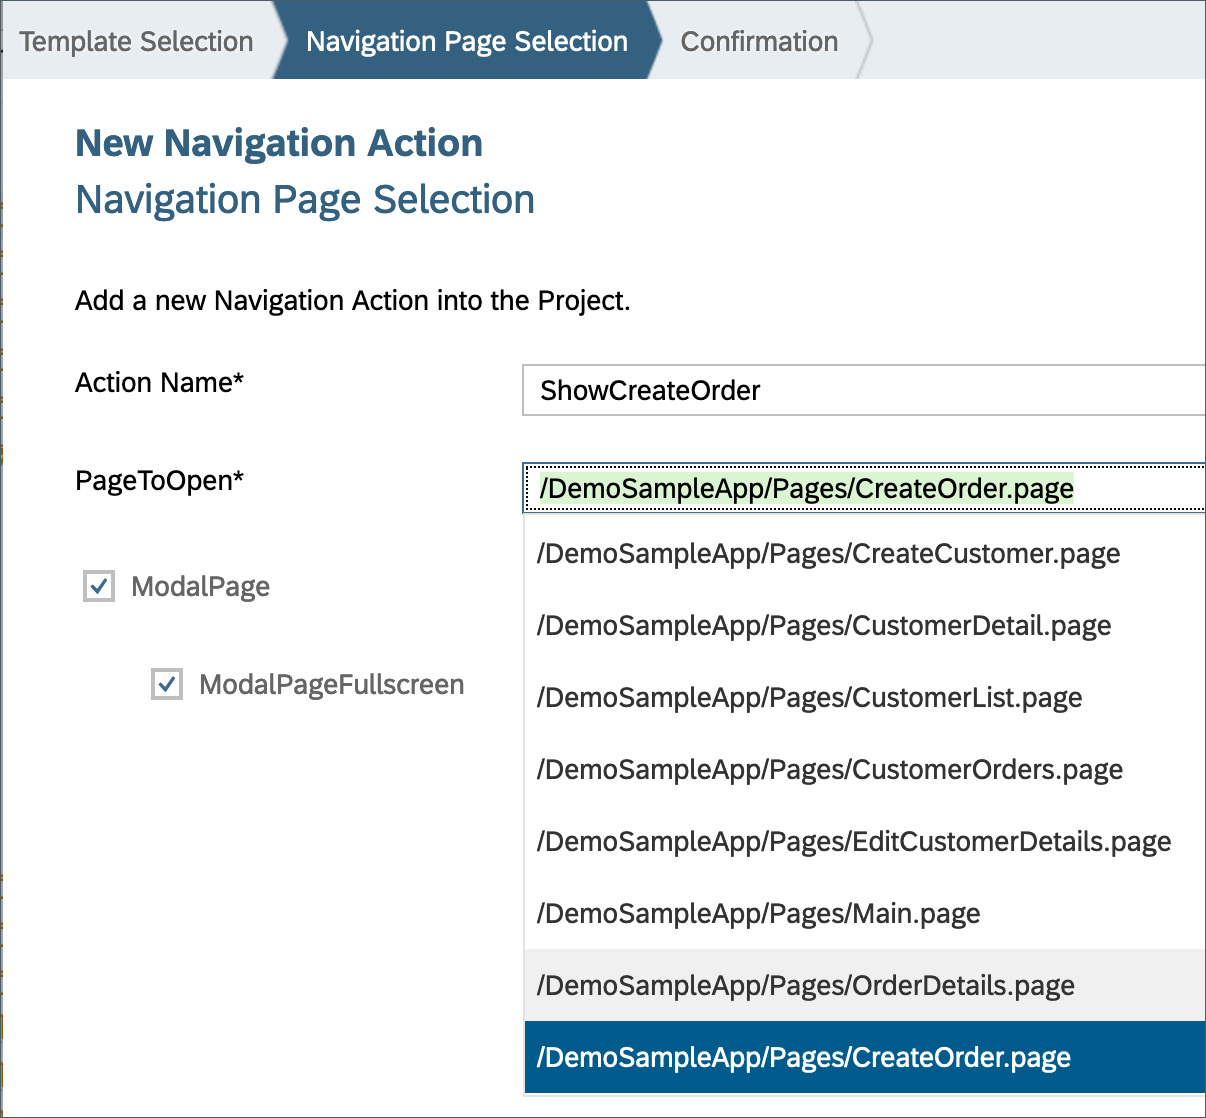 Template Selection
Navigation Page Selection
Confirmation
New Navigation Action
Navigation Page Selection
Add a new Navigation Action into the Project.
Action Name*
ShowCreateOrder
PageToOpen*
/DemoSampleApp/Pages/CreateOrder.page
/DemoSampleApp/Pages/CreateCustomer.page
ModalPage
/DemoSampleApp/Pages/CustomerDetail.page
ModalPageFullscreen
/DemoSampleApp/Pages/CustomerList.page
/DemoSampleApp/Pages/CustomerOrders.page
/DemoSampleApp/Pages/EditCustomerDetails.page
/DemoSampleApp/Pages/Main.page
/DemoSampleApp/Pages/OrderDetails.page
/DemoSampleApp/Pages/CreateOrder.page